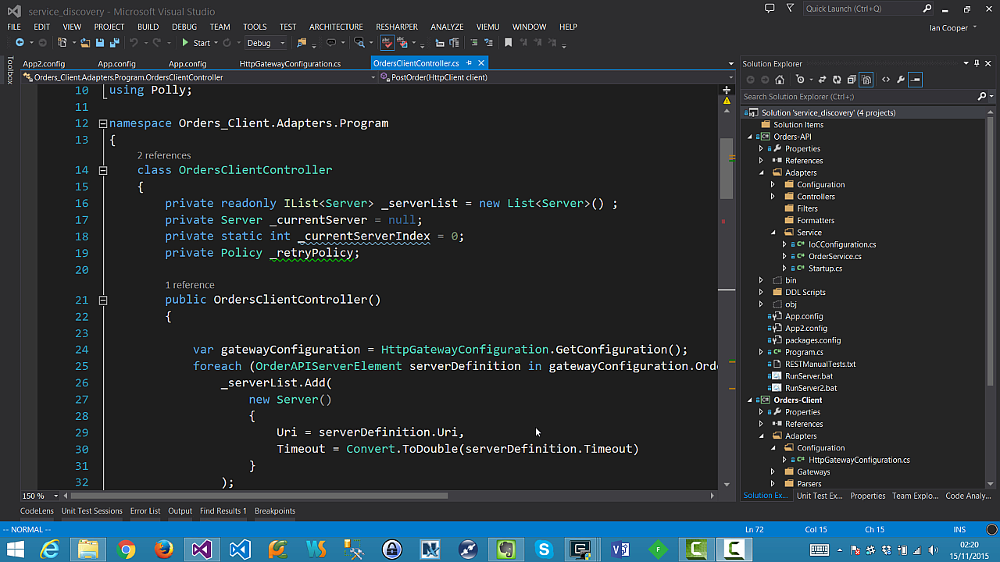 service_discovery - Microsoft Visual Studio
Quick Launch (Ctrl+Q)
FILE EDIT VIEW PROJECT BUILD DEBUG TEAM TOOLS TEST ARCHITECTURE RESHARPER ANALYZE VIEMU WINDOW HELP
Ian Cooper
Start Debug
Toolbox
App2.config App.config App.config HttpGatewayConfiguration.cs OrdersClientController.cs
Orders_Client.Adapters.Program.OrdersClientController PostOrder(HttpClient client)
10 using Polly;
11
12 namespace Orders_Client.Adapters.Program
13 {
2 references
14 class OrdersClientController
15 {
16 private readonly IList<Server> _serverList = new List<Server>() ;
17 private Server _currentServer = null;
18 private static int _currentServerIndex = 0;
19 private Policy _retryPolicy;
20
1 reference
21 public OrdersClientController()
22 {
23
24 var gatewayConfiguration = HttpGatewayConfiguration.GetConfiguration();
25 foreach (OrderAPIServerElement serverDefinition in gatewayConfiguration.Orde
26 _serverList.Add(
27 new Server()
28 {
29 Uri = serverDefinition.Uri,
30 Timeout = Convert.ToDouble(serverDefinition.Timeout)
31 }
32 );
150 %
Solution Explorer
Search Solution Explorer (Ctrl+;)
Solution 'service_discovery' (4 projects)
Solution Items
Orders-API
Properties
References
Adapters
Configuration
Controllers
Filters
Formatters
Service
IoCConfiguration.cs
OrderService.cs
Startup.cs
bin
DDL Scripts
obj
App.config
App2.config
packages.config
Program.cs
RESTManualTests.txt
RunServer.bat
RunServer2.bat
Orders-Client
Properties
References
Adapters
Configuration
HttpGatewayConfiguration.cs
Gateways
Parsers
Solution Ex... Unit Test Ex... Properties Team Explo... Code Analy...
CodeLens Unit Test Sessions Error List Output Find Results 1 Breakpoints
-- NORMAL -- Ln 72 Col 15 Ch 15 INS
02:20
15/11/2015